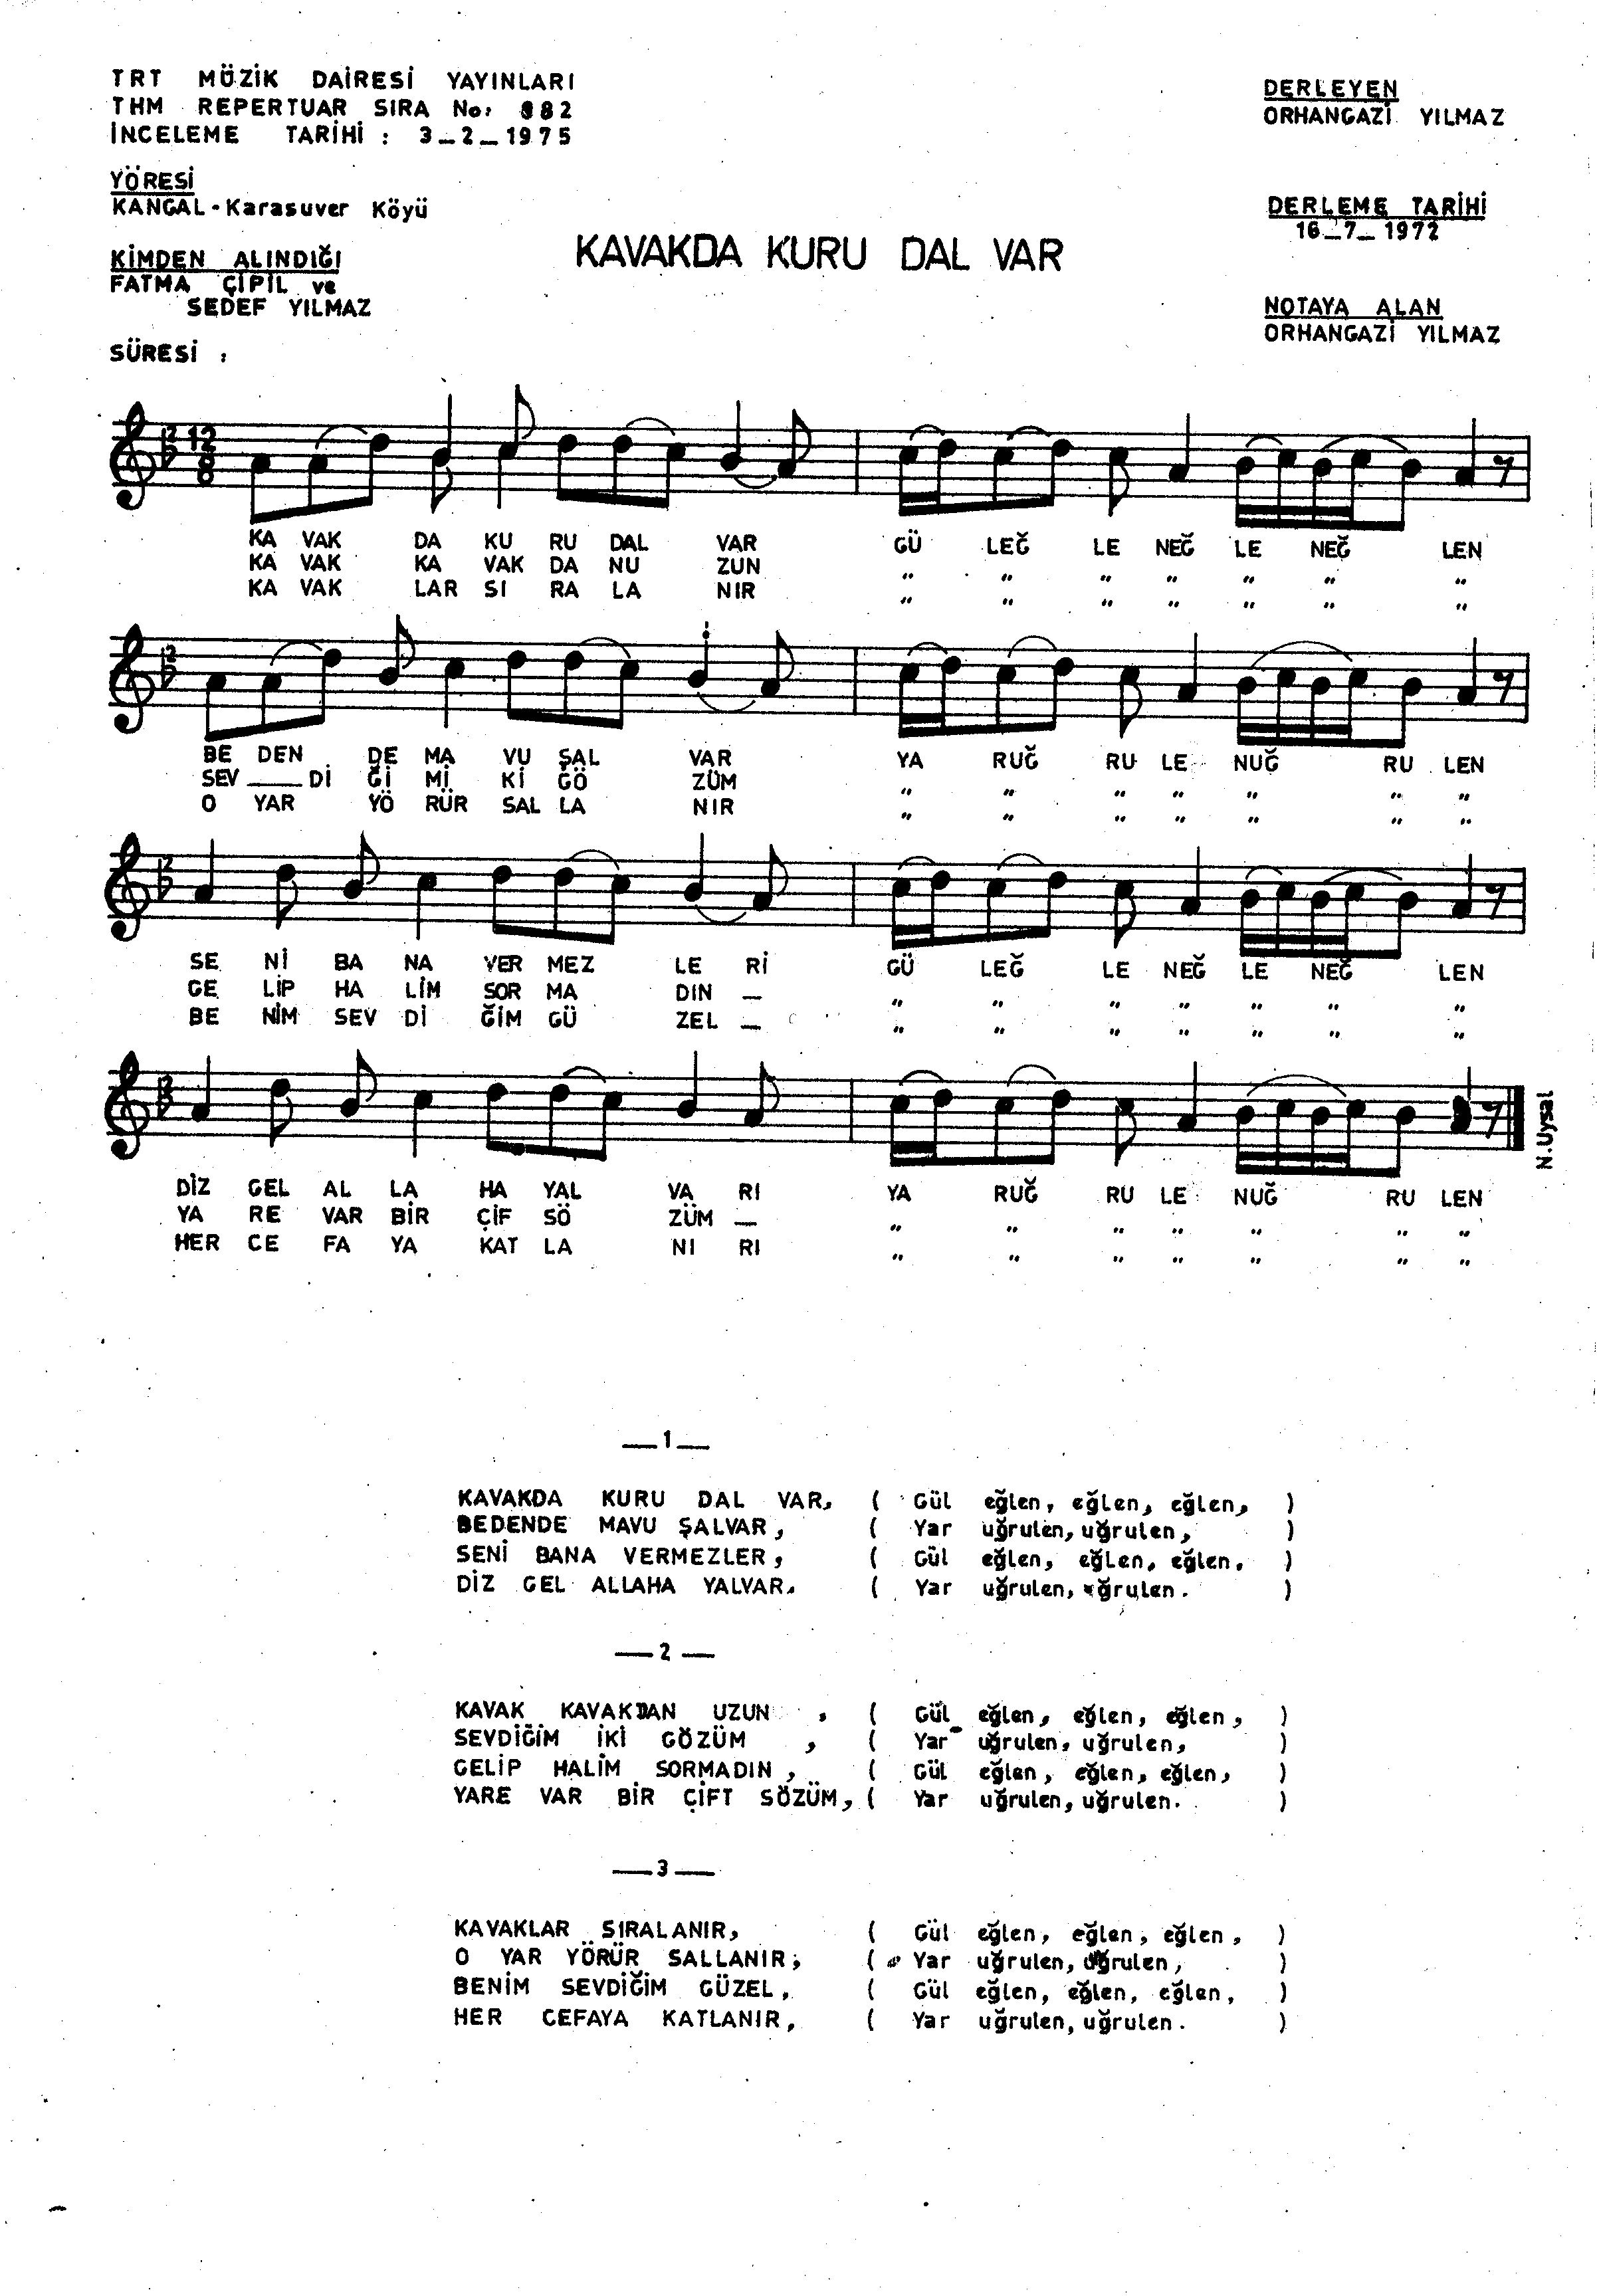 TRT MÜZİK DAİRESİ YAYINLARI
THM REPERTUAR SIRA No: 882
İNCELEME TARİHİ : 3_2_1975
YÖRESİ
KANGAL-Karasuver Köyü
KİMDEN ALINDIĞI
FATMA ÇİPİL ve
SEDEF YILMAZ
SÜRESİ :
DERLEYEN
ORHANGAZİ YILMAZ
DERLEME TARİHİ
16_7_1972
NOTAYA ALAN
ORHANGAZİ YILMAZ
KAVAKDA KURU DAL VAR
2 12
8
KA VAK DA KU RU DAL VAR GÜ LEĞ LE NEĞ LE NEĞ LEN
KA VAK KA VAK DA NU ZUN " " " " " " "
KA VAK LAR SI RA LA NIR " " " " " " "
2
BE DEN DE MA VU ŞAL VAR YA RUĞ RU LE NUĞ RU LEN
SEV ___ Dİ Ğİ Mİ Kİ GÖ ZÜM " " " " " " "
O YAR YÖ RÜR SAL LA NIR " " " " " " "
2
SE Nİ BA NA VER MEZ LE Rİ GÜ LEĞ LE NEĞ LE NEĞ LEN
GE LİP HA LİM SOR MA DIN _ " " " " " " "
BE NİM SEV Dİ ĞİM GÜ ZEL _ " " " " " " "
2
DİZ GEL AL LA HA YAL VA RI YA RUĞ RU LE NUĞ RU LEN
YA RE VAR BİR ÇİF SÖ ZÜM _ " " " " " " "
HER CE FA YA KAT LA NI RI " " " " " " "
N.Uysal
_1_
KAVAKDA KURU DAL VAR, ( Gül eğlen, eğlen, eğlen, )
BEDENDE MAVU ŞALVAR, ( Yar uğrulen, uğrulen, )
SENİ BANA VERMEZLER, ( Gül eğlen, eğlen, eğlen. )
DİZ GEL ALLAHA YALVAR. ( Yar uğrulen, uğrulen. )
_2_
KAVAK KAVAKDAN UZUN , ( Gül eğlen, eğlen, eğlen, )
SEVDİĞİM İKİ GÖZÜM , ( Yar uğrulen, uğrulen, )
GELİP HALİM SORMADIN , ( Gül eğlen, eğlen, eğlen, )
YARE VAR BİR ÇİFT SÖZÜM, ( Yar uğrulen, uğrulen. )
_3_
KAVAKLAR SIRALANIR, ( Gül eğlen, eğlen, eğlen, )
O YAR YÖRÜR SALLANIR; ( Yar uğrulen, uğrulen, )
BENİM SEVDİĞİM GÜZEL, ( Gül eğlen, eğlen, eğlen, )
HER CEFAYA KATLANIR, ( Yar uğrulen, uğrulen. )